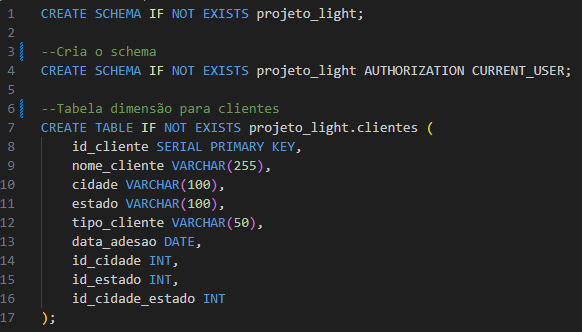 1 CREATE SCHEMA IF NOT EXISTS projeto_light;
2
3 --Cria o schema
4 CREATE SCHEMA IF NOT EXISTS projeto_light AUTHORIZATION CURRENT_USER;
5
6 --Tabela dimensão para clientes
7 CREATE TABLE IF NOT EXISTS projeto_light.clientes (
8     id_cliente SERIAL PRIMARY KEY,
9     nome_cliente VARCHAR(255),
10     cidade VARCHAR(100),
11     estado VARCHAR(100),
12     tipo_cliente VARCHAR(50),
13     data_adesao DATE,
14     id_cidade INT,
15     id_estado INT,
16     id_cidade_estado INT
17 );